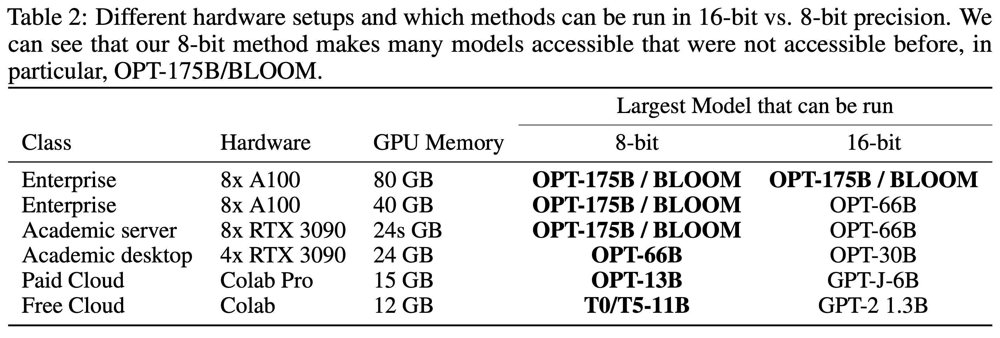 Table 2: Different hardware setups and which methods can be run in 16-bit vs. 8-bit precision. We
can see that our 8-bit method makes many models accessible that were not accessible before, in
particular, OPT-175B/BLOOM.
Largest Model that can be run
Class Hardware GPU Memory 8-bit 16-bit
Enterprise 8x A100 80 GB OPT-175B / BLOOM OPT-175B / BLOOM
Enterprise 8x A100 40 GB OPT-175B / BLOOM OPT-66B
Academic server 8x RTX 3090 24s GB OPT-175B / BLOOM OPT-66B
Academic desktop 4x RTX 3090 24 GB OPT-66B OPT-30B
Paid Cloud Colab Pro 15 GB OPT-13B GPT-J-6B
Free Cloud Colab 12 GB T0/T5-11B GPT-2 1.3B